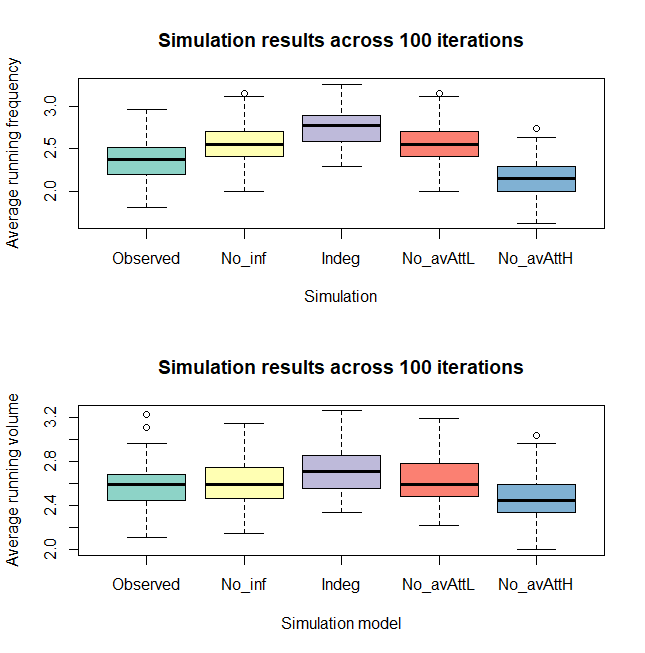 Simulation results across 100 iterations
Average running frequency
3.0
2.5
2.0
Observed No_inf Indeg No_avAttL No_avAttH
Simulation
Simulation results across 100 iterations
Average running volume
3.2
2.8
2.4
2.0
Observed No_inf Indeg No_avAttL No_avAttH
Simulation model